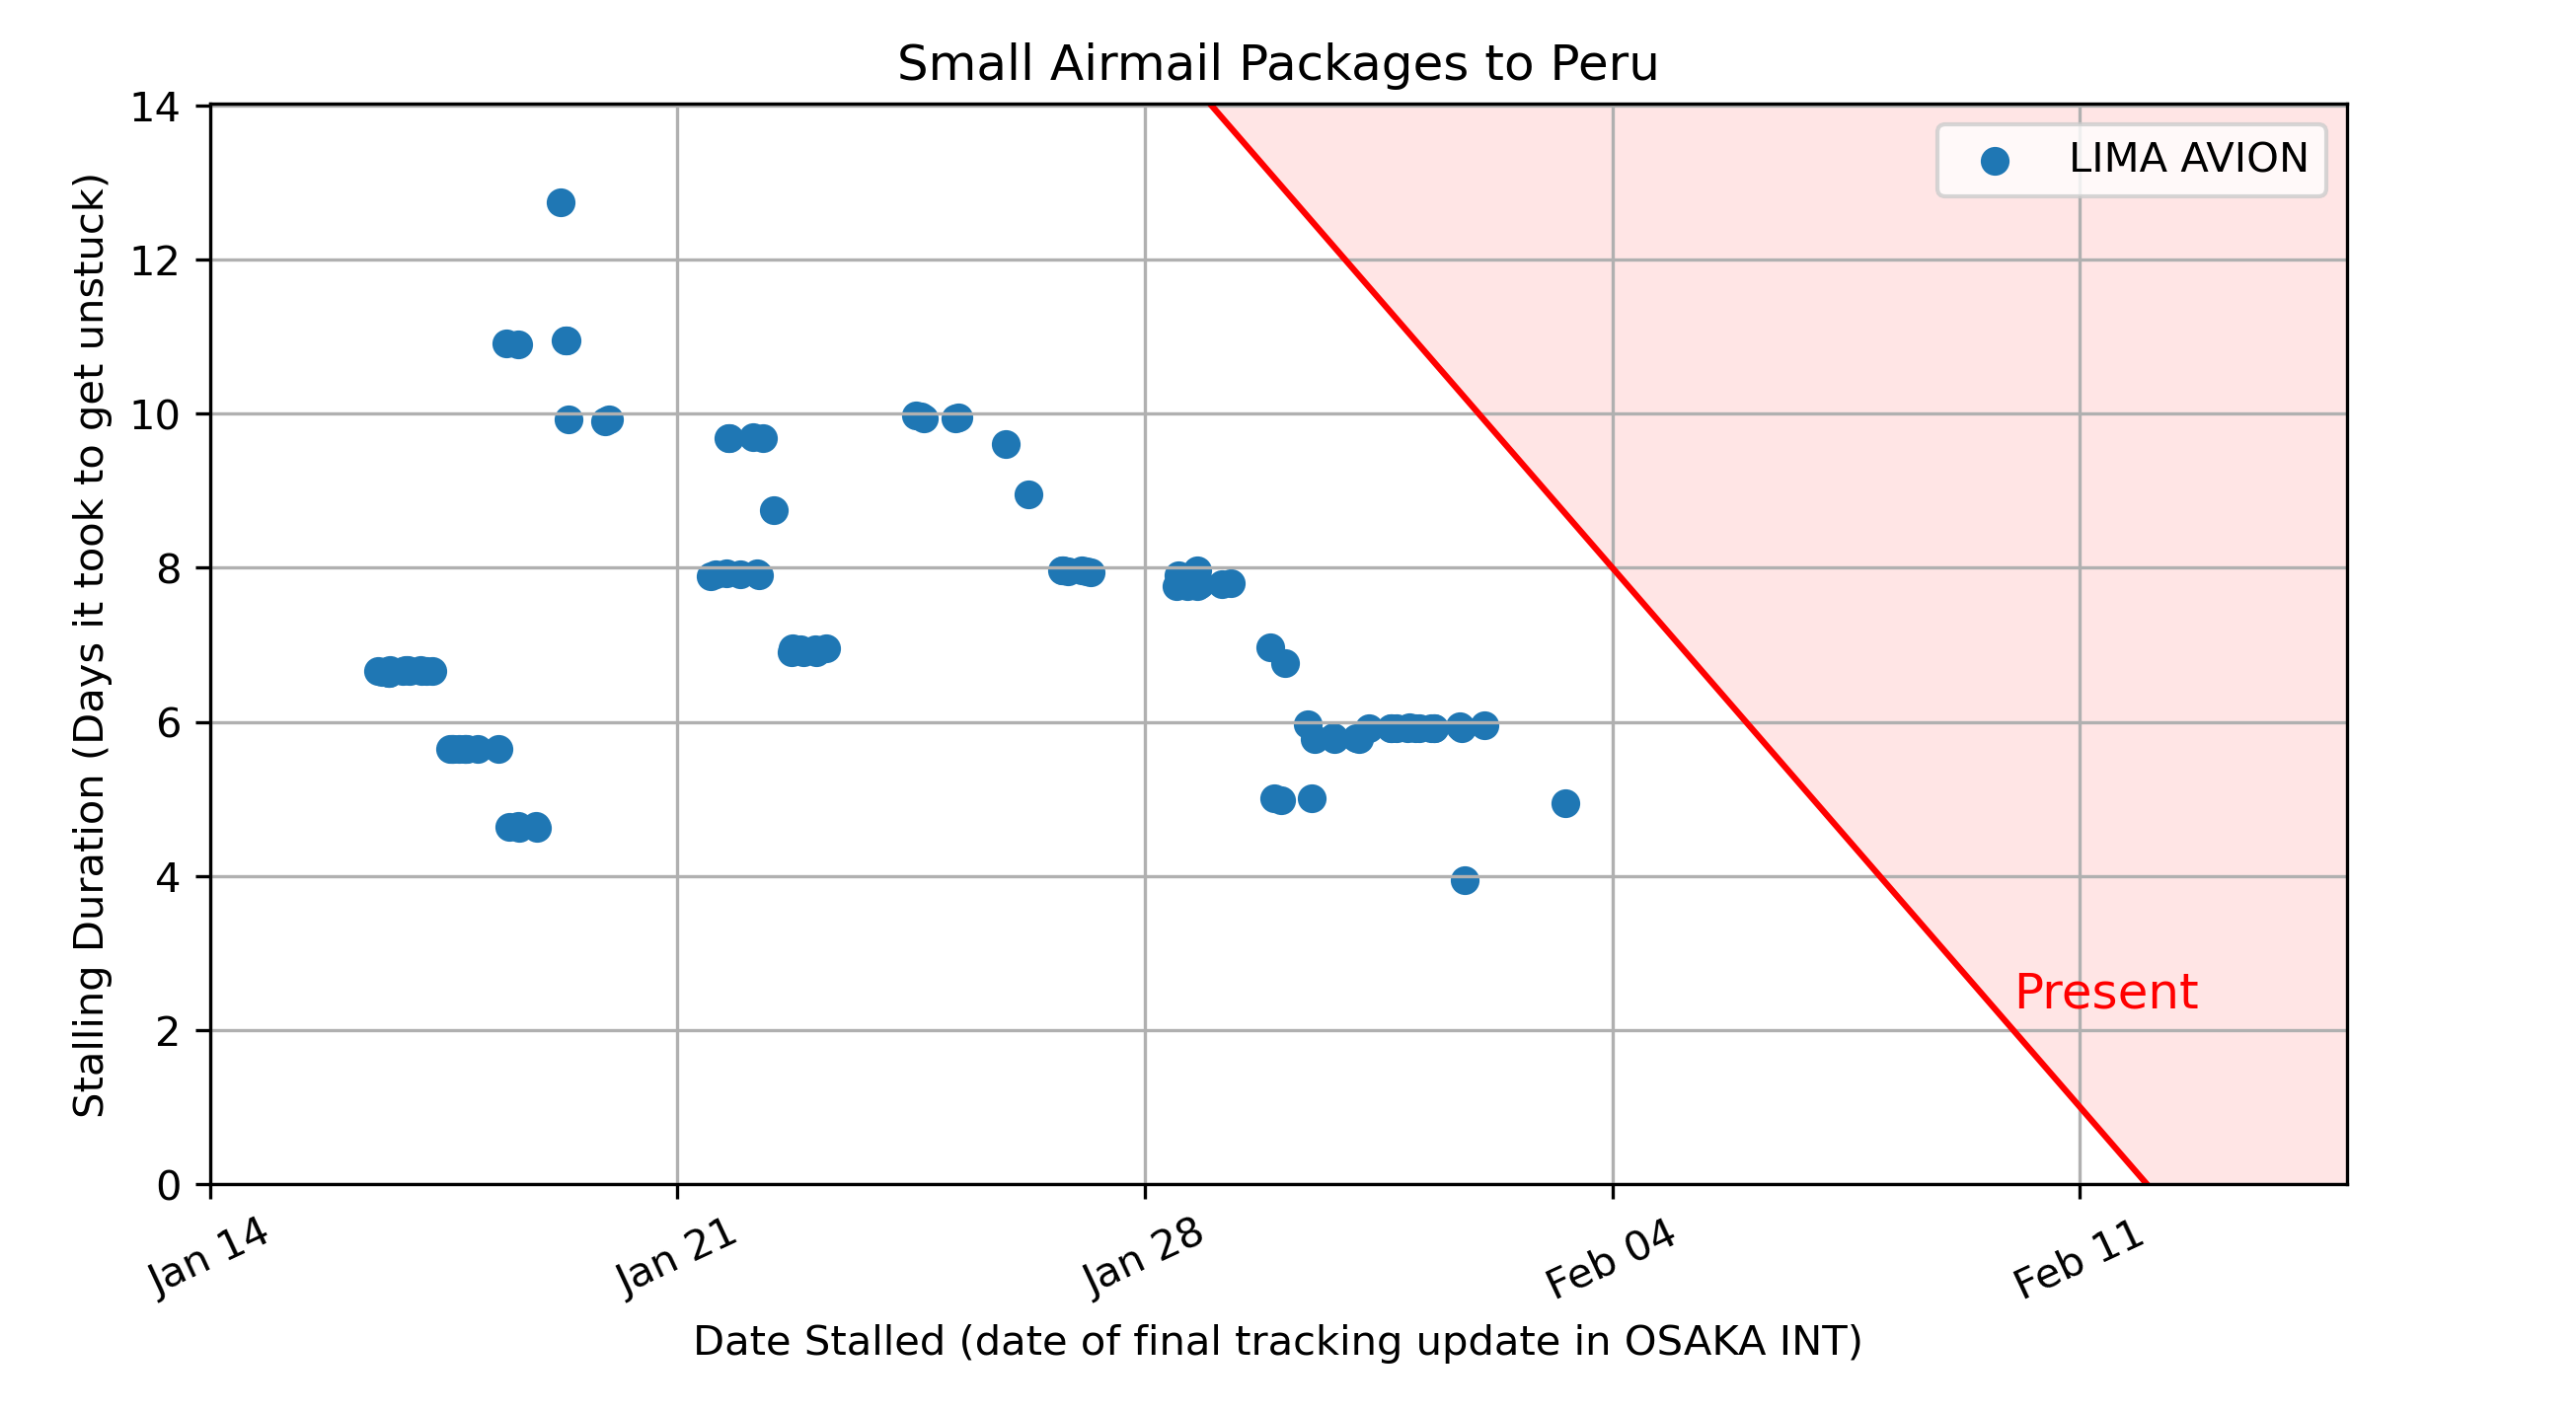 Small Airmail Packages to Peru
LIMA AVION
Stalling Duration (Days it took to get unstuck)
14
12
10
8
6
4
2
0
Present
Jan 14
Jan 21
Jan 28
Feb 04
Feb 11
Date Stalled (date of final tracking update in OSAKA INT)